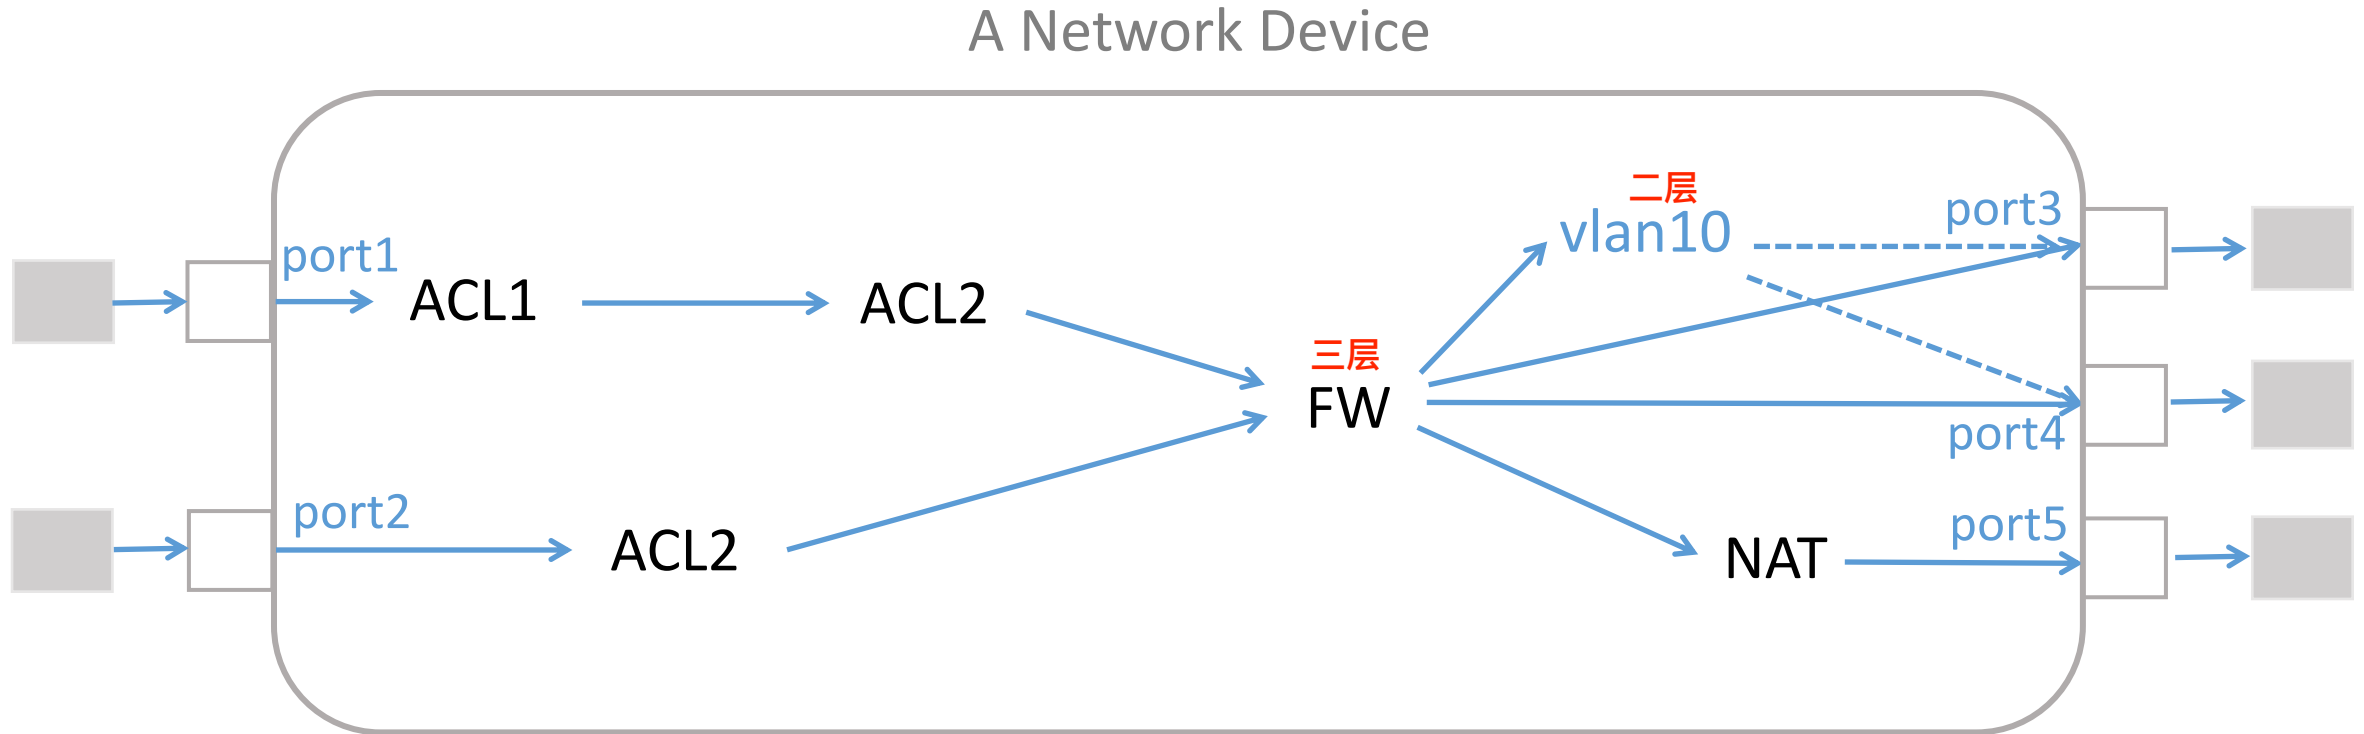 A Network Device
port1
ACL1
ACL2
三层
FW
二层
vlan10
port3
port4
port2
ACL2
NAT
port5